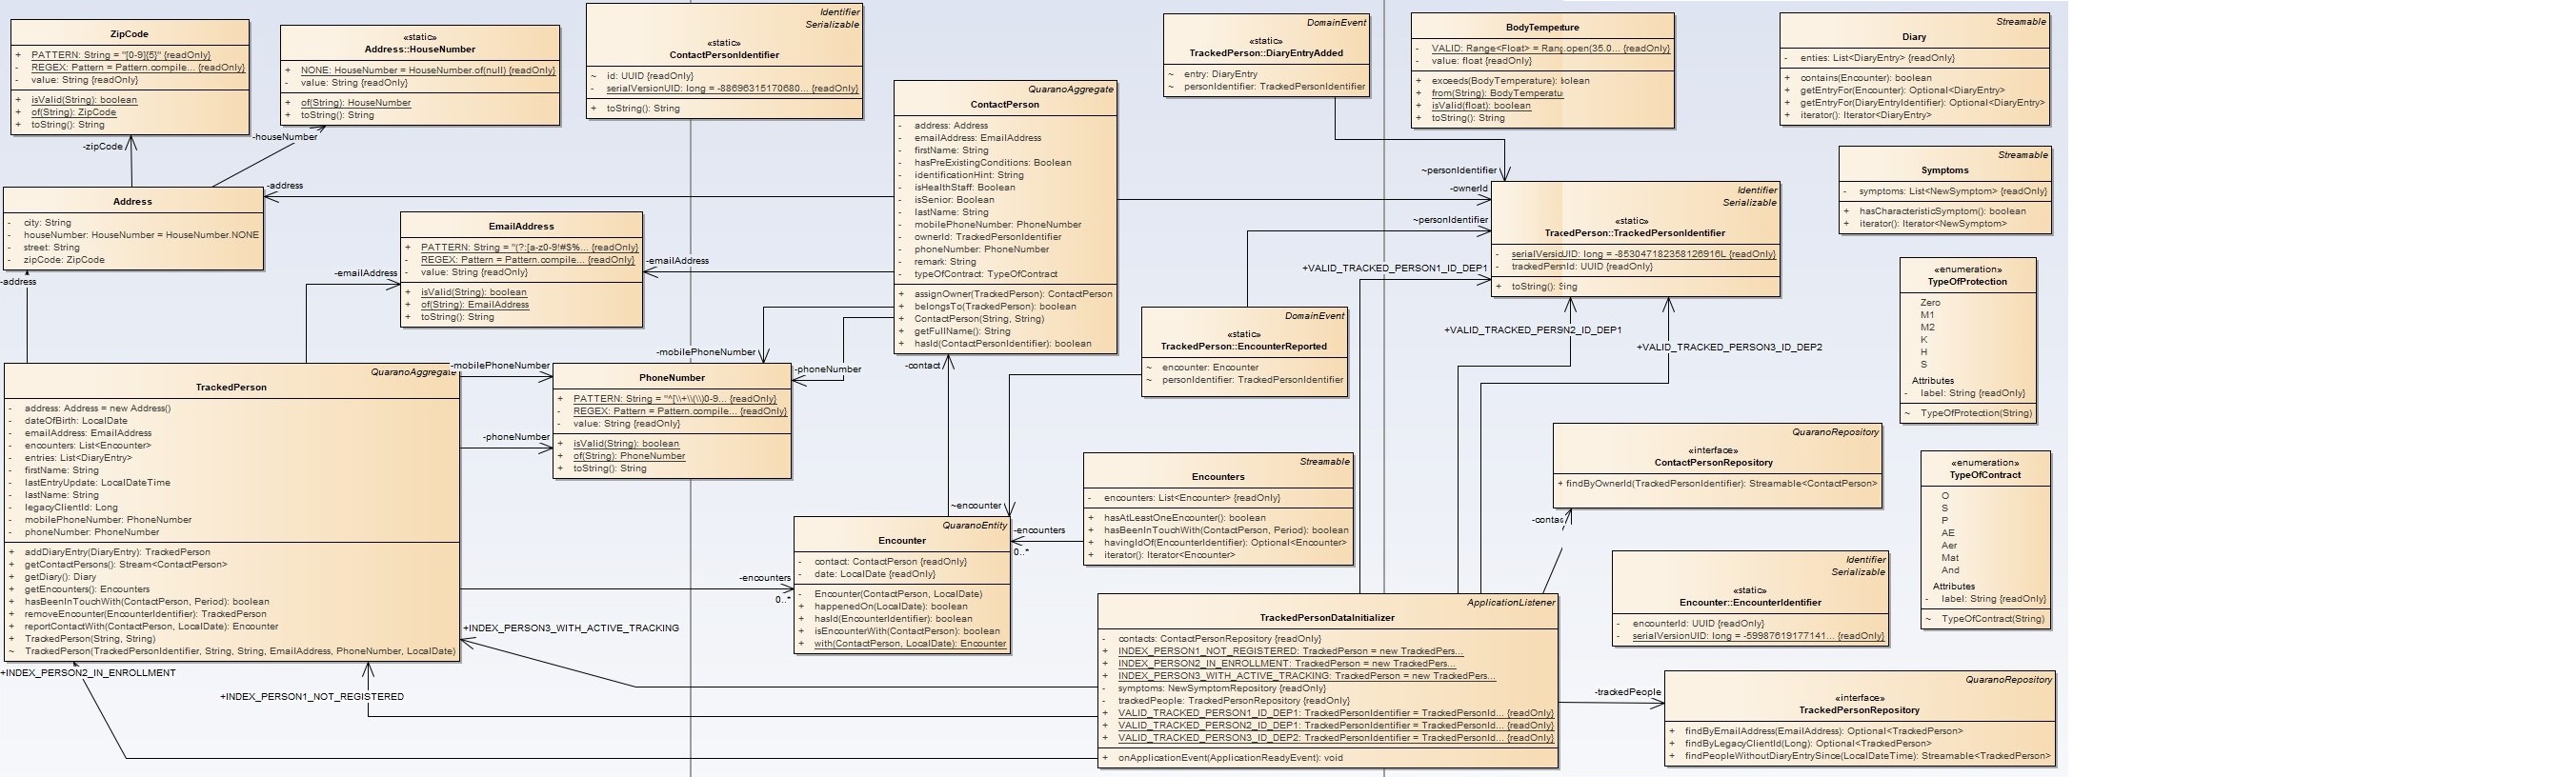 ZipCode
+ PATTERN: String = "[0-9]{5}" {readOnly}
- REGEX: Pattern = Pattern.compile... {readOnly}
- value: String {readOnly}
+ isValid(String): boolean
+ of(String): ZipCode
+ toString(): String
«static»
Address::HouseNumber
+ NONE: HouseNumber = HouseNumber.of(null) {readOnly}
- value: String {readOnly}
+ of(String): HouseNumber
+ toString(): String
Identifier
Serializable
«static»
ContactPersonIdentifier
~ id: UUID {readOnly}
- serialVersionUID: long = -88696315170680... {readOnly}
+ toString(): String
QuaranoAggregate
ContactPerson
- address: Address
- emailAddress: EmailAddress
- firstName: String
- hasPreExistingConditions: Boolean
- identificationHint: String
- isHealthStaff: Boolean
- isSenior: Boolean
- lastName: String
- mobilePhoneNumber: PhoneNumber
- ownerId: TrackedPersonIdentifier
- phoneNumber: PhoneNumber
- remark: String
- typeOfContract: TypeOfContract
+ assignOwner(TrackedPerson): ContactPerson
+ belongsTo(TrackedPerson): boolean
+ ContactPerson(String, String)
+ getFullName(): String
+ hasId(ContactPersonIdentifier): boolean
DomainEvent
«static»
TrackedPerson::DiaryEntryAdded
~ entry: DiaryEntry
~ personIdentifier: TrackedPersonIdentifier
BodyTempeture
- VALID: Range<Float> = Rang.open(35.0... {readOnly}
- value: float {readOnly}
+ exceeds(BodyTemperature): bolean
+ from(String): BodyTemperatu
+ isValid(float): boolean
+ toString(): String
Streamable
Diary
- enties: List<DiaryEntry> {readOnly}
+ contains(Encounter): boolean
+ getEntryFor(Encounter): Optional<DiaryEntry>
+ getEntryFor(DiaryEntryIdentifier): Optional<DiaryEntry>
+ iterator(): Iterator<DiaryEntry>
-zipCode
-houseNumber
-address
~personIdentifier
-ownerId
~personIdentifier
Address
- city: String
- houseNumber: HouseNumber = HouseNumber.NONE
- street: String
- zipCode: ZipCode
-address
EmailAddress
+ PATTERN: String = "(?:[a-z0-9!#$%... {readOnly}
- REGEX: Pattern = Pattern.compile... {readOnly}
- value: String {readOnly}
+ isValid(String): boolean
+ of(String): EmailAddress
+ toString(): String
-emailAddress
-emailAddress
Identifier
Serializable
«static»
TracedPerson::TrackedPersonIdentifier
- serialVersicUID: long = -853047182358126916L {readOnly}
- trackedPersnId: UUID {readOnly}
+ toString(): Sing
Streamable
Symptoms
- symptoms: List<NewSymptom> {readOnly}
+ hasCharacteristicSymptom(): boolean
+ iterator(): Iterator<NewSymptom>
«enumeration»
TypeOfProtection
Zero
M1
M2
K
H
S
Attributes
- label: String {readOnly}
~ TypeOfProtection(String)
+VALID_TRACKED_PERSON1_ID_DEP1
+VALID_TRACKED_PERSN2_ID_DEP1
+VALID_TRACKED_PERSON3_ID_DEP2
DomainEvent
«static»
TrackedPerson::EncounterReported
~ encounter: Encounter
~ personIdentifier: TrackedPersonIdentifier
-mobilePhoneNumber
-mobilePhoneNumber
-phoneNumber
-phoneNumber
-contact
QuaranoAggregate
TrackedPerson
- address: Address = new Address()
- dateOfBirth: LocalDate
- emailAddress: EmailAddress
- encounters: List<Encounter>
- entries: List<DiaryEntry>
- firstName: String
- lastEntryUpdate: LocalDateTime
- lastName: String
- legacyClientId: Long
- mobilePhoneNumber: PhoneNumber
- phoneNumber: PhoneNumber
+ addDiaryEntry(DiaryEntry): TrackedPerson
+ getContactPersons(): Stream<ContactPerson>
+ getDiary(): Diary
+ getEncounters(): Encounters
+ hasBeenInTouchWith(ContactPerson, Period): boolean
+ removeEncounter(EncounterIdentifier): TrackedPerson
+ reportContactWith(ContactPerson, LocalDate): Encounter
+ TrackedPerson(String, String)
~ TrackedPerson(TrackedPersonIdentifier, String, String, EmailAddress, PhoneNumber, LocalDate)
PhoneNumber
+ PATTERN: String = "^[\\+\\(\\)0-9... {readOnly}
- REGEX: Pattern = Pattern.compile... {readOnly}
- value: String {readOnly}
+ isValid(String): boolean
+ of(String): PhoneNumber
+ toString(): String
Streamable
Encounters
- encounters: List<Encounter> {readOnly}
+ hasAtLeastOneEncounter(): boolean
+ hasBeenInTouchWith(ContactPerson, Period): boolean
+ havingIdOf(EncounterIdentifier): Optional<Encounter>
+ iterator(): Iterator<Encounter>
QuaranoRepository
«interface»
ContactPersonRepository
+ findByOwnerId(TrackedPersonIdentifier): Streamable<ContactPerson>
-contac
«enumeration»
TypeOfContract
O
S
P
AE
Aer
Mat
And
Attributes
- label: String {readOnly}
~ TypeOfContract(String)
~encounter
-encounters
0..*
-encounters
0..*
QuaranoEntity
Encounter
- contact: ContactPerson {readOnly}
- date: LocalDate {readOnly}
- Encounter(ContactPerson, LocalDate)
+ happenedOn(LocalDate): boolean
+ hasId(EncounterIdentifier): boolean
+ isEncounterWith(ContactPerson): boolean
+ with(ContactPerson, LocalDate): Encounter
Identifier
Serializable
«static»
Encounter::EncounterIdentifier
- encounterId: UUID {readOnly}
- serialVersionUID: long = -59987619177141... {readOnly}
ApplicationListener
TrackedPersonDataInitializer
- contacts: ContactPersonRepository {readOnly}
+ INDEX_PERSON1_NOT_REGISTERED: TrackedPerson = new TrackedPers...
+ INDEX_PERSON2_IN_ENROLLMENT: TrackedPerson = new TrackedPers...
+ INDEX_PERSON3_WITH_ACTIVE_TRACKING: TrackedPerson = new TrackedPers...
- symptoms: NewSymptomRepository {readOnly}
- trackedPeople: TrackedPersonRepository {readOnly}
+ VALID_TRACKED_PERSON1_ID_DEP1: TrackedPersonIdentifier = TrackedPersonId... {readOnly}
+ VALID_TRACKED_PERSON2_ID_DEP1: TrackedPersonIdentifier = TrackedPersonId... {readOnly}
+ VALID_TRACKED_PERSON3_ID_DEP2: TrackedPersonIdentifier = TrackedPersonId... {readOnly}
+ onApplicationEvent(ApplicationReadyEvent): void
+INDEX_PERSON3_WITH_ACTIVE_TRACKING
+INDEX_PERSON2_IN_ENROLLMENT
+INDEX_PERSON1_NOT_REGISTERED
-trackedPeople
QuaranoRepository
«interface»
TrackedPersonRepository
+ findByEmailAddress(EmailAddress): Optional<TrackedPerson>
+ findByLegacyClientId(Long): Optional<TrackedPerson>
+ findPeopleWithoutDiaryEntrySince(LocalDateTime): Streamable<TrackedPerson>